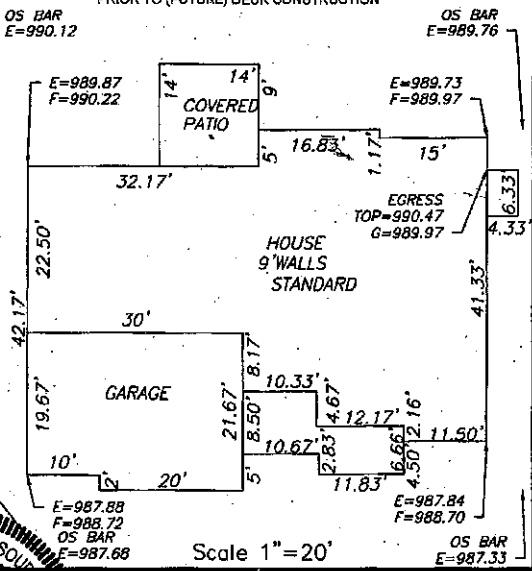 PRIOR TO (FUTURE) DECK CONSTRUCTION
OS BAR
E=990.12
OS BAR
E=989.76
E=989.87
F=990.22
14'
14'
9'
COVERED
PATIO
E=989.73
F=989.97
5'
16.83'
1.17'
15'
32.17'
EGRESS
TOP=990.47
G=989.97
6.33'
4.33'
22.50'
HOUSE
9'WALLS
STANDARD
41.33'
42.17'
30'
8.17'
GARAGE
19.67'
21.67'
10.33'
4.67'
8.50'
12.17'
2.16'
11.50'
10.67'
2.83'
6.66'
4.50'
10'
2'
20'
5'
11.83'
E=987.88
F=988.72
OS BAR
E=987.68
E=987.84
F=988.70
OS BAR
E=987.33
Scale 1"=20'